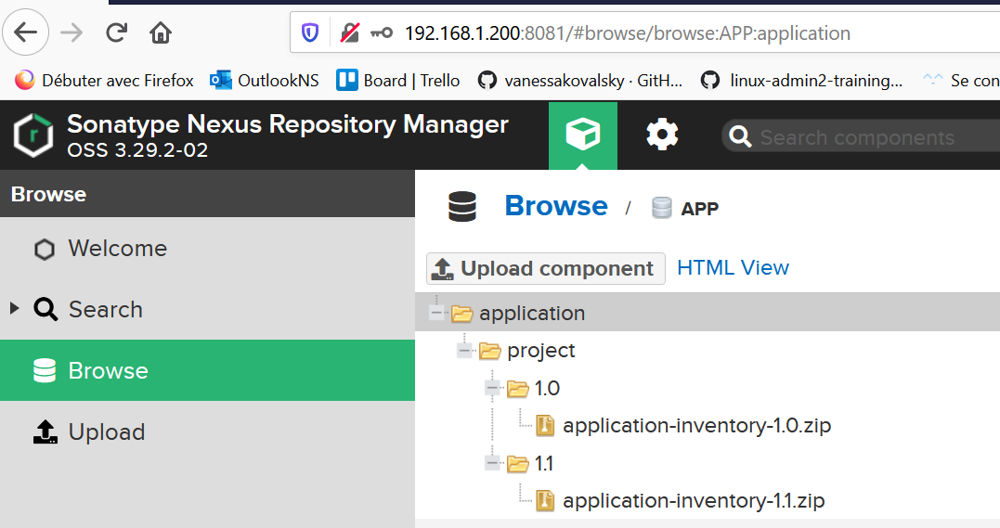 192.168.1.200:8081/#browse/browse:APP:application
Débuter avec Firefox OutlookNS Board | Trello vanessakovalsky · GitH... linux-admin2-training... Se con
Sonatype Nexus Repository Manager
OSS 3.29.2-02
Search components
Browse
Browse / APP
Welcome
Upload component HTML View
Search
application
project
Browse
1.0
application-inventory-1.0.zip
Upload
1.1
application-inventory-1.1.zip